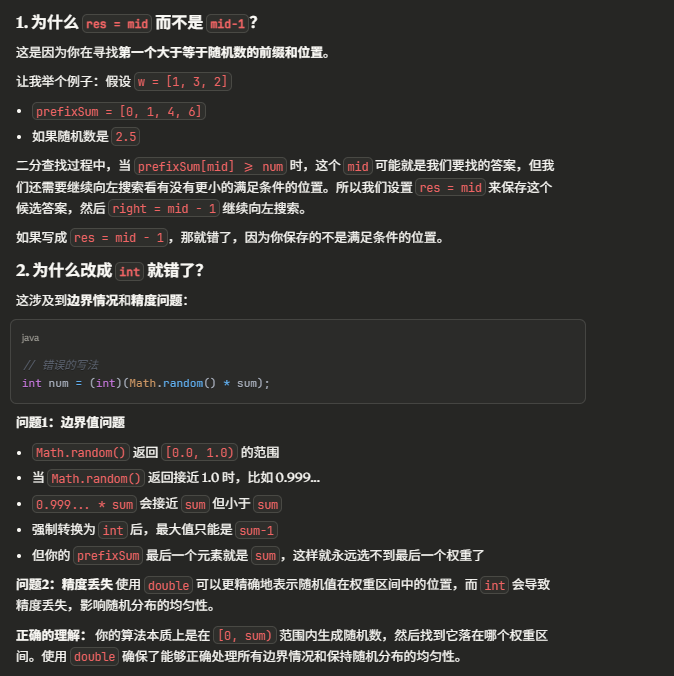 1. 为什么 res = mid 而不是 mid-1？
这是因为你在寻找第一个大于等于随机数的前缀和位置。
让我举个例子：假设 w = [1, 3, 2]
• prefixSum = [0, 1, 4, 6]
• 如果随机数是 2.5
二分查找过程中，当 prefixSum[mid] >= num 时，这个 mid 可能就是我们要找的答案，但我
们还需要继续向左搜索看有没有更小的满足条件的位置。所以我们设置 res = mid 来保存这个
候选答案，然后 right = mid - 1 继续向左搜索。
如果写成 res = mid - 1，那就错了，因为你保存的不是满足条件的位置。
2. 为什么改成 int 就错了？
这涉及到边界情况和精度问题：
java
// 错误的写法
int num = (int)(Math.random() * sum);
问题1：边界值问题
• Math.random() 返回 [0.0, 1.0) 的范围
• 当 Math.random() 返回接近 1.0 时，比如 0.999...
• 0.999... * sum 会接近 sum 但小于 sum
• 强制转换为 int 后，最大值只能是 sum-1
• 但你的 prefixSum 最后一个元素就是 sum，这样就永远选不到最后一个权重了
问题2：精度丢失 使用 double 可以更精确地表示随机值在权重区间中的位置，而 int 会导致
精度丢失，影响随机分布的均匀性。
正确的理解： 你的算法本质上是在 [0, sum) 范围内生成随机数，然后找到它落在哪个权重区
间。使用 double 确保了能够正确处理所有边界情况和保持随机分布的均匀性。